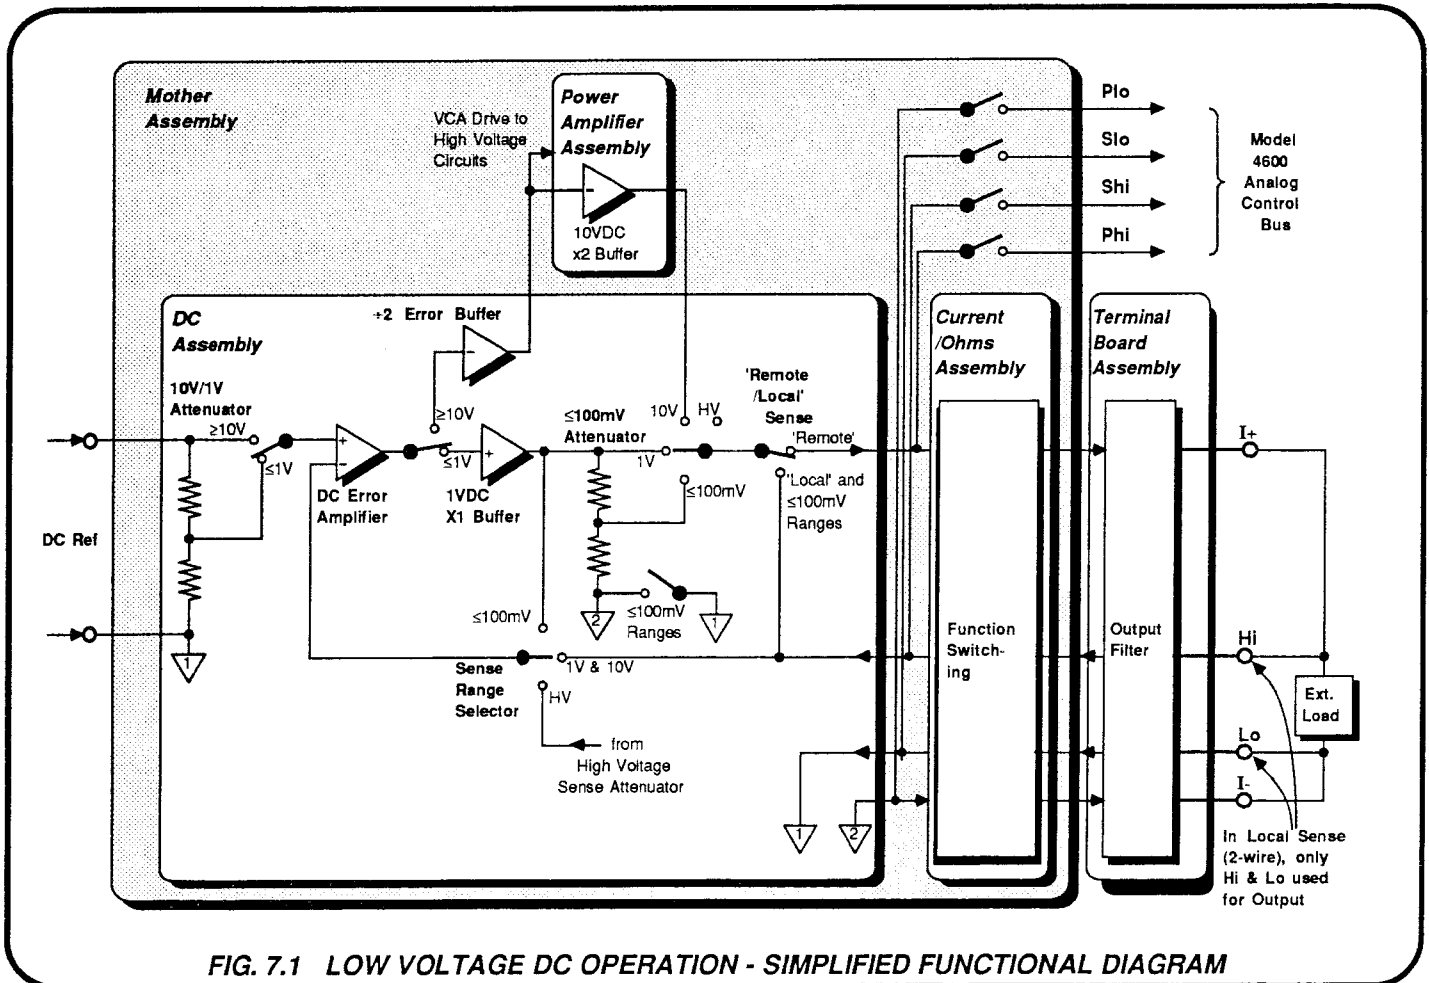 Mother
Assembly
VCA Drive to
High Voltage
Circuits
Power
Amplifier
Assembly
-
10VDC
x2 Buffer
Plo
Slo
Shi
Phi
Model
4600
Analog
Control
Bus
DC
Assembly
÷2 Error Buffer
-
10V/1V
Attenuator
≥10V
≤1V
+
-
DC Error
Amplifier
≥10V
≤1V
+
1VDC
X1 Buffer
≤100mV
Attenuator
10V
HV
1V
≤100mV
'Remote
/Local'
Sense
'Remote'
'Local' and
≤100mV
Ranges
DC Ref
1
≤100mV
2
≤100mV
Ranges
1
Sense
Range
Selector
1V & 10V
HV
from
High Voltage
Sense Attenuator
1
2
Current
/Ohms
Assembly
Function
Switch-
ing
Terminal
Board
Assembly
Output
Filter
I+
Hi
Ext.
Load
Lo
I-
In Local Sense
(2-wire), only
Hi & Lo used
for Output
FIG. 7.1 LOW VOLTAGE DC OPERATION - SIMPLIFIED FUNCTIONAL DIAGRAM